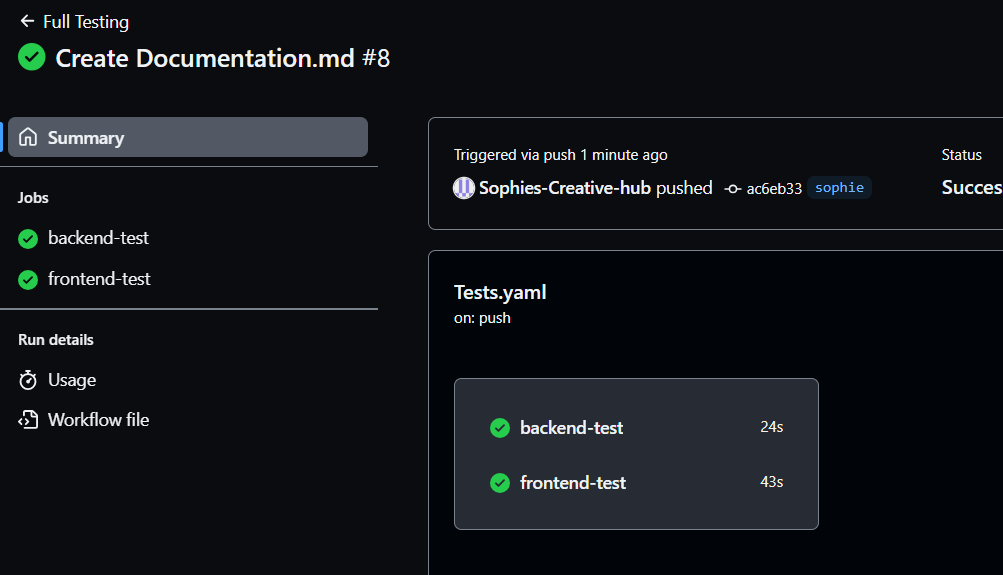 Full Testing
Create Documentation.md #8
Summary
Jobs
backend-test
frontend-test
Run details
Usage
Workflow file
Triggered via push 1 minute ago
Sophies-Creative-hub pushed ac6eb33 sophie
Status
Succes
Tests.yaml
on: push
backend-test 24s
frontend-test 43s